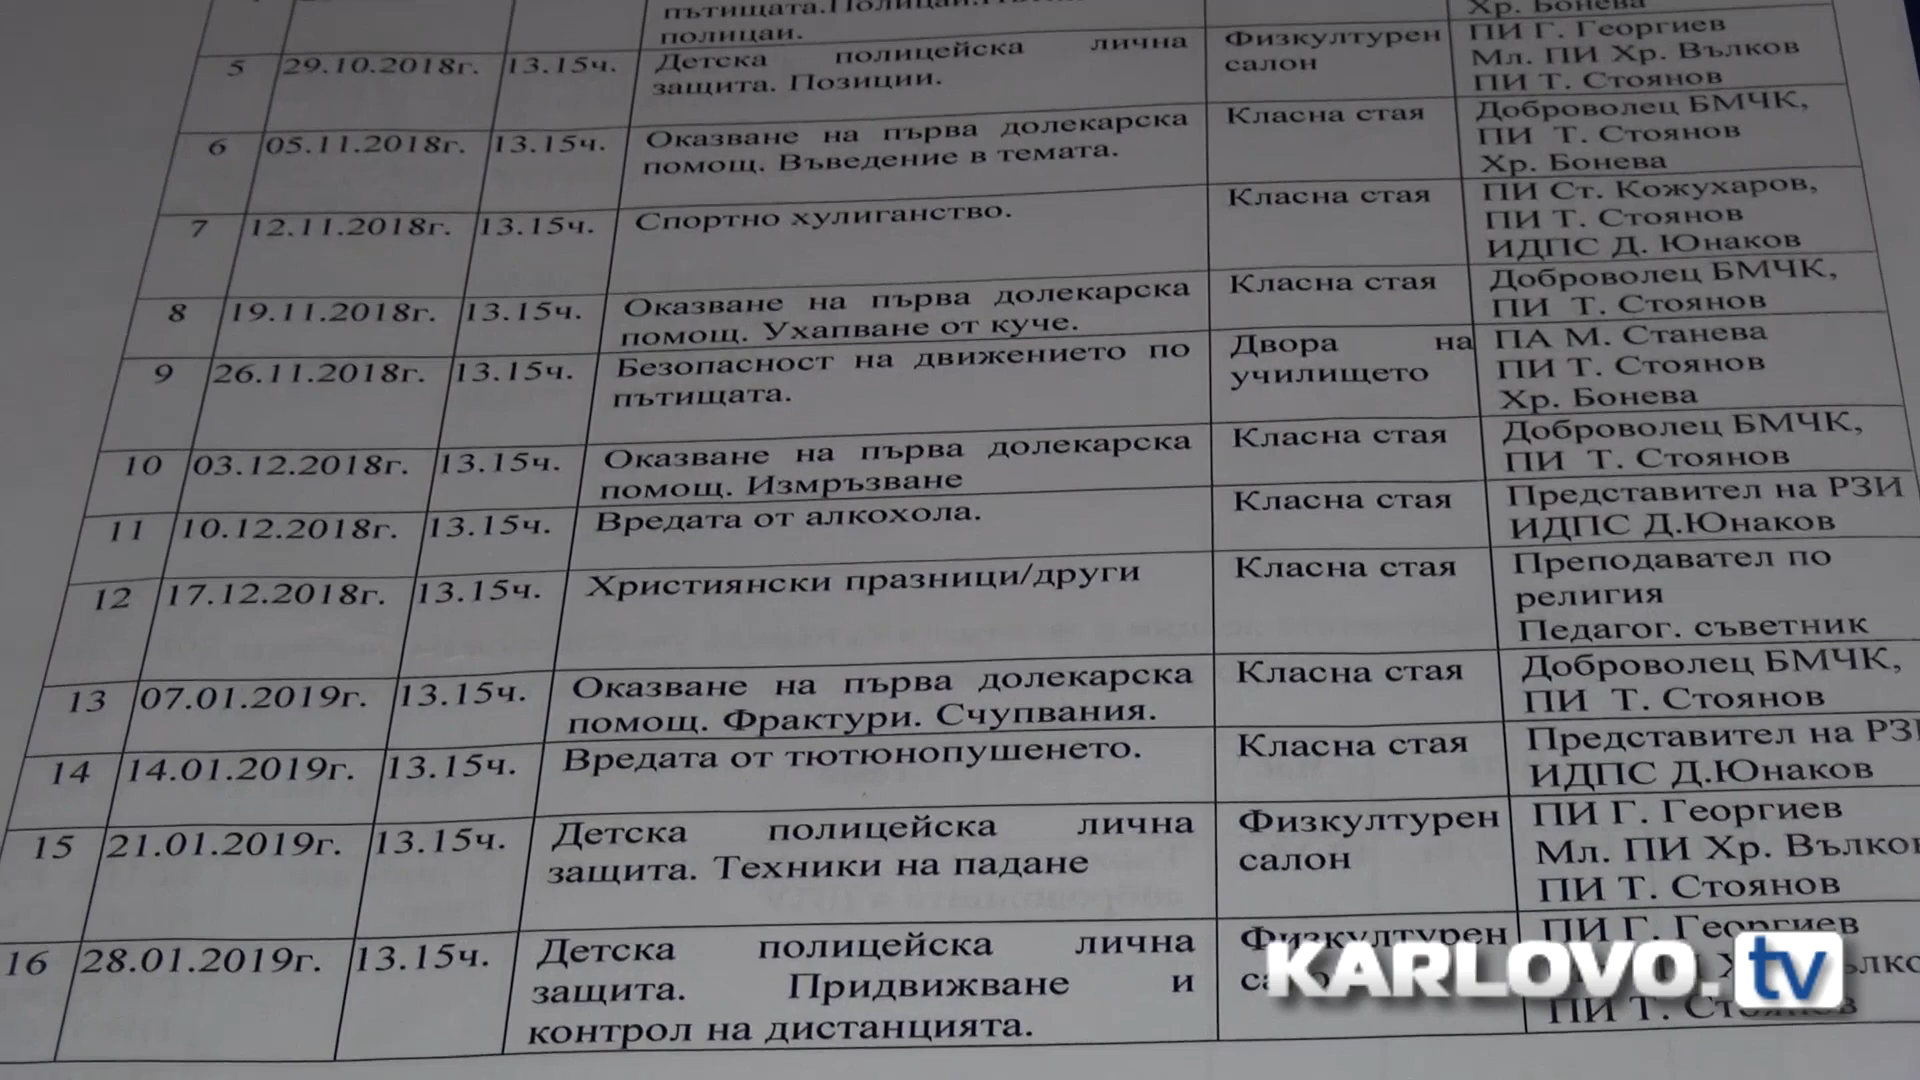 пътищата.Полицаи.
полицаи.
Хр. Бонева
5 29.10.2018г. 13.15ч. Детска полицейска лична
защита. Позиции.
Физкултурен
салон
ПИ Г. Георгиев
Мл. ПИ Хр. Вълков
ПИ Т. Стоянов
6 05.11.2018г. 13.15ч. Оказване на първа долекарска
помощ. Въведение в темата.
Класна стая
Доброволец БМЧК,
ПИ Т. Стоянов
Хр. Бонева
7 12.11.2018г. 13.15ч. Спортно хулиганство.
Класна стая
ПИ Ст. Кожухаров,
ПИ Т. Стоянов
ИДПС Д. Юнаков
8 19.11.2018г. 13.15ч. Оказване на първа долекарска
помощ. Ухапване от куче.
Класна стая
Доброволец БМЧК,
ПИ Т. Стоянов
9 26.11.2018г. 13.15ч. Безопасност на движението по
пътищата.
Двора на
училището
ПА М. Станева
ПИ Т. Стоянов
Хр. Бонева
10 03.12.2018г. 13.15ч. Оказване на първа долекарска
помощ. Измръзване
Класна стая
Доброволец БМЧК,
ПИ Т. Стоянов
11 10.12.2018г. 13.15ч. Вредата от алкохола.
Класна стая
Представител на РЗИ
ИДПС Д.Юнаков
12 17.12.2018г. 13.15ч. Християнски празници/други
Класна стая
Преподавател по
религия
Педагог. съветник
13 07.01.2019г. 13.15ч. Оказване на първа долекарска
помощ. Фрактури. Счупвания.
Класна стая
Доброволец БМЧК,
ПИ Т. Стоянов
14 14.01.2019г. 13.15ч. Вредата от тютюнопушенето.
Класна стая
Представител на РЗИ
ИДПС Д.Юнаков
15 21.01.2019г. 13.15ч. Детска полицейска лична
защита. Техники на падане
Физкултурен
салон
ПИ Г. Георгиев
Мл. ПИ Хр. Вълков
ПИ Т. Стоянов
16 28.01.2019г. 13.15ч. Детска полицейска лична
защита. Придвижване и
контрол на дистанцията.
Физкултурен
ПИ Г. Георгиев
ПИ Т.
KARLOVO.tv